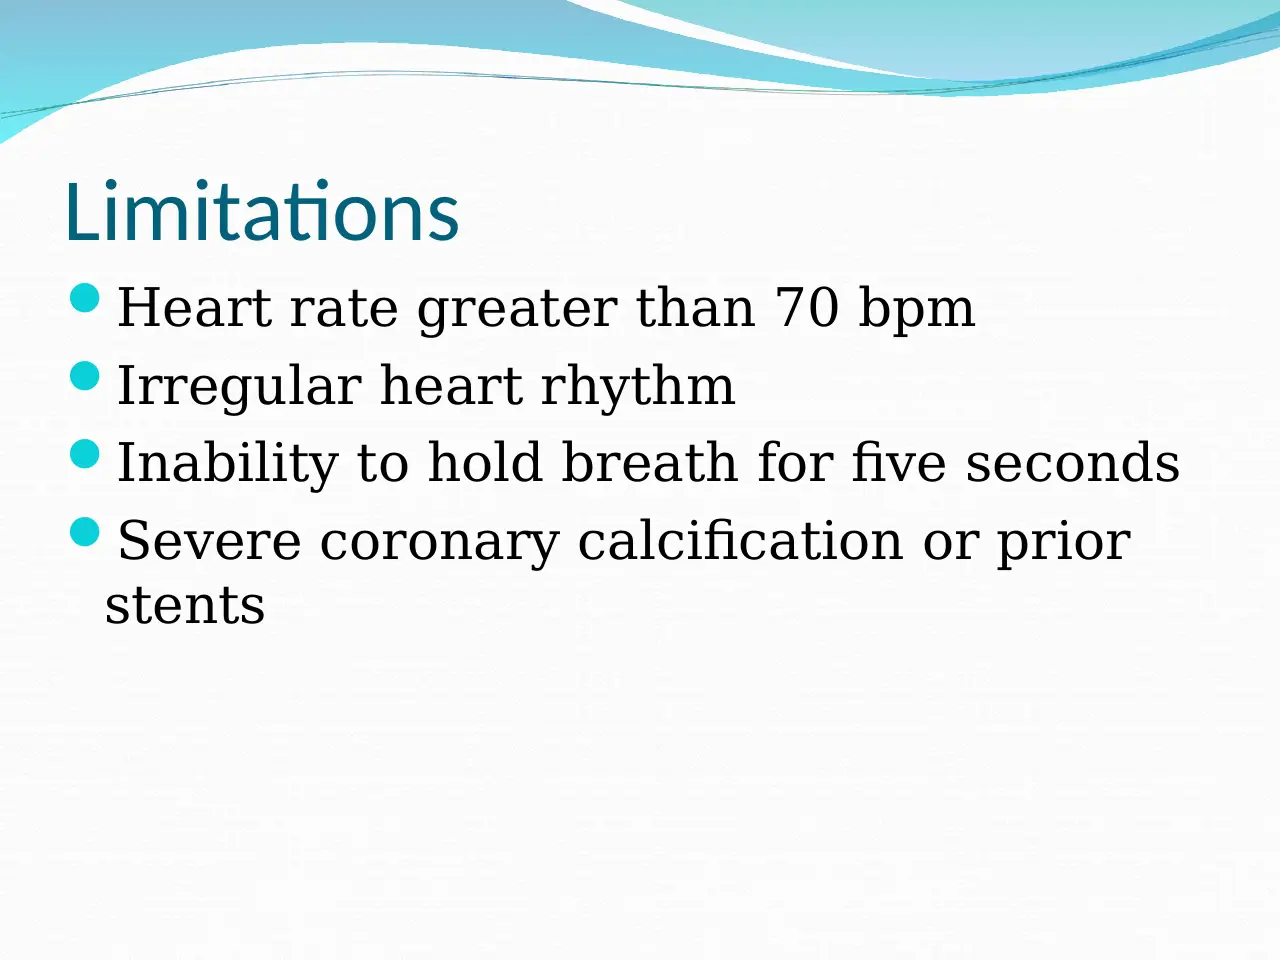 Limitations
Heart rate greater than 70 bpm
Irregular heart rhythm
Inability to hold breath for five seconds
Severe coronary calcification or prior
stents